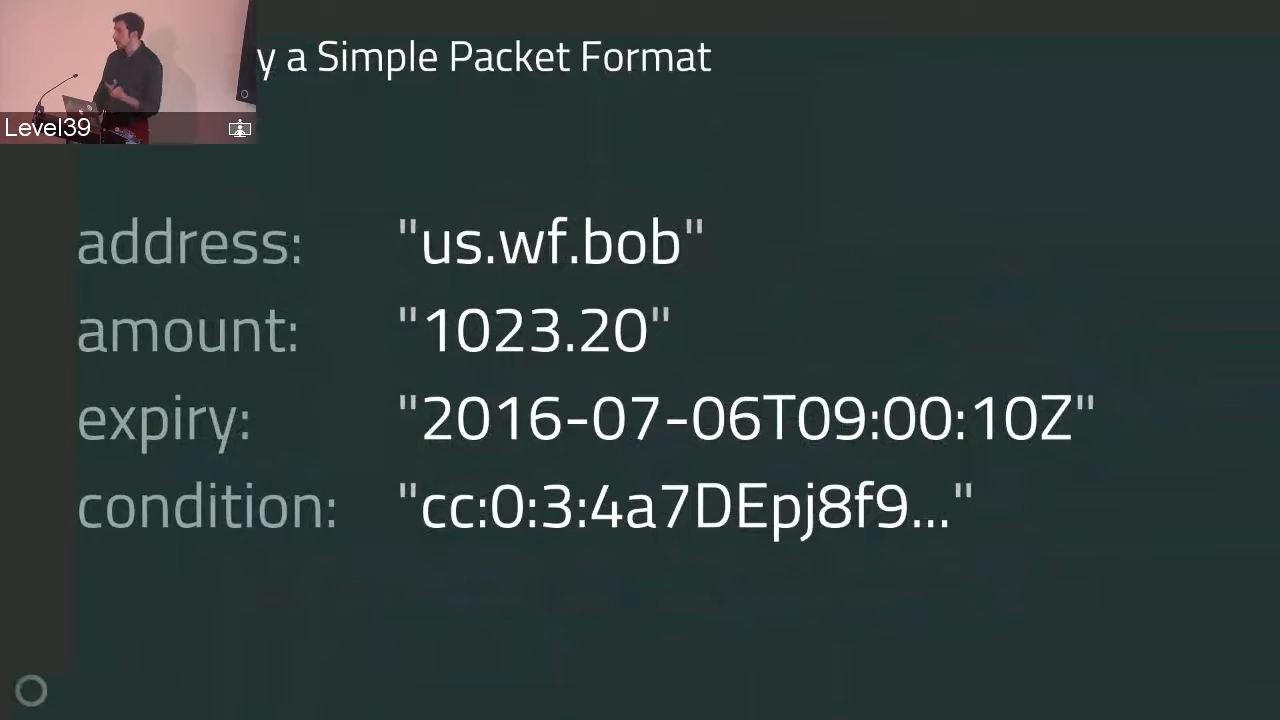 y a Simple Packet Format
Level39
address: "us.wf.bob"
amount: "1023.20"
expiry: "2016-07-06T09:00:10Z"
condition: "cc:0:3:4a7DEpj8f9..."